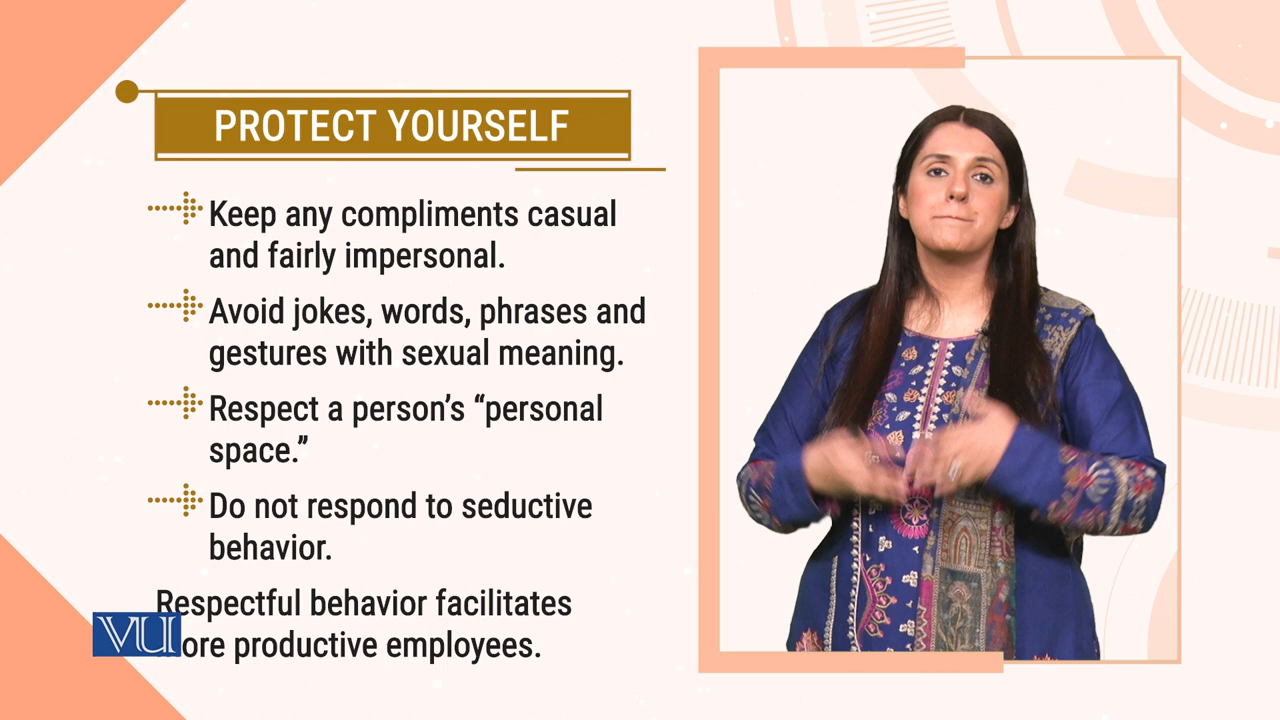 PROTECT YOURSELF
Keep any compliments casual
and fairly impersonal.
Avoid jokes, words, phrases and
gestures with sexual meaning.
Respect a person's “personal
space.”
Do not respond to seductive
behavior.
Respectful behavior facilitates
VU
ore productive employees.